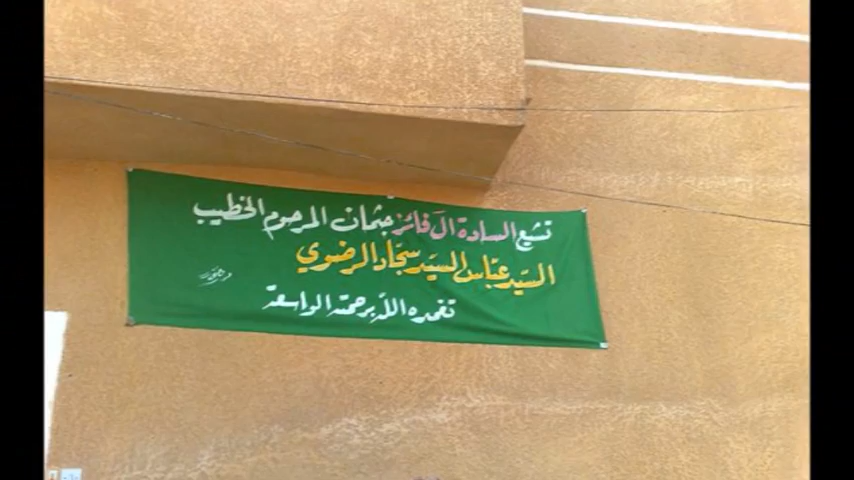 تشيع السادة آل فائز جثمان المرحوم الخطيب
السيد عباس السيد سجاد الرضوي
تغمده الله برحمته الواسعة